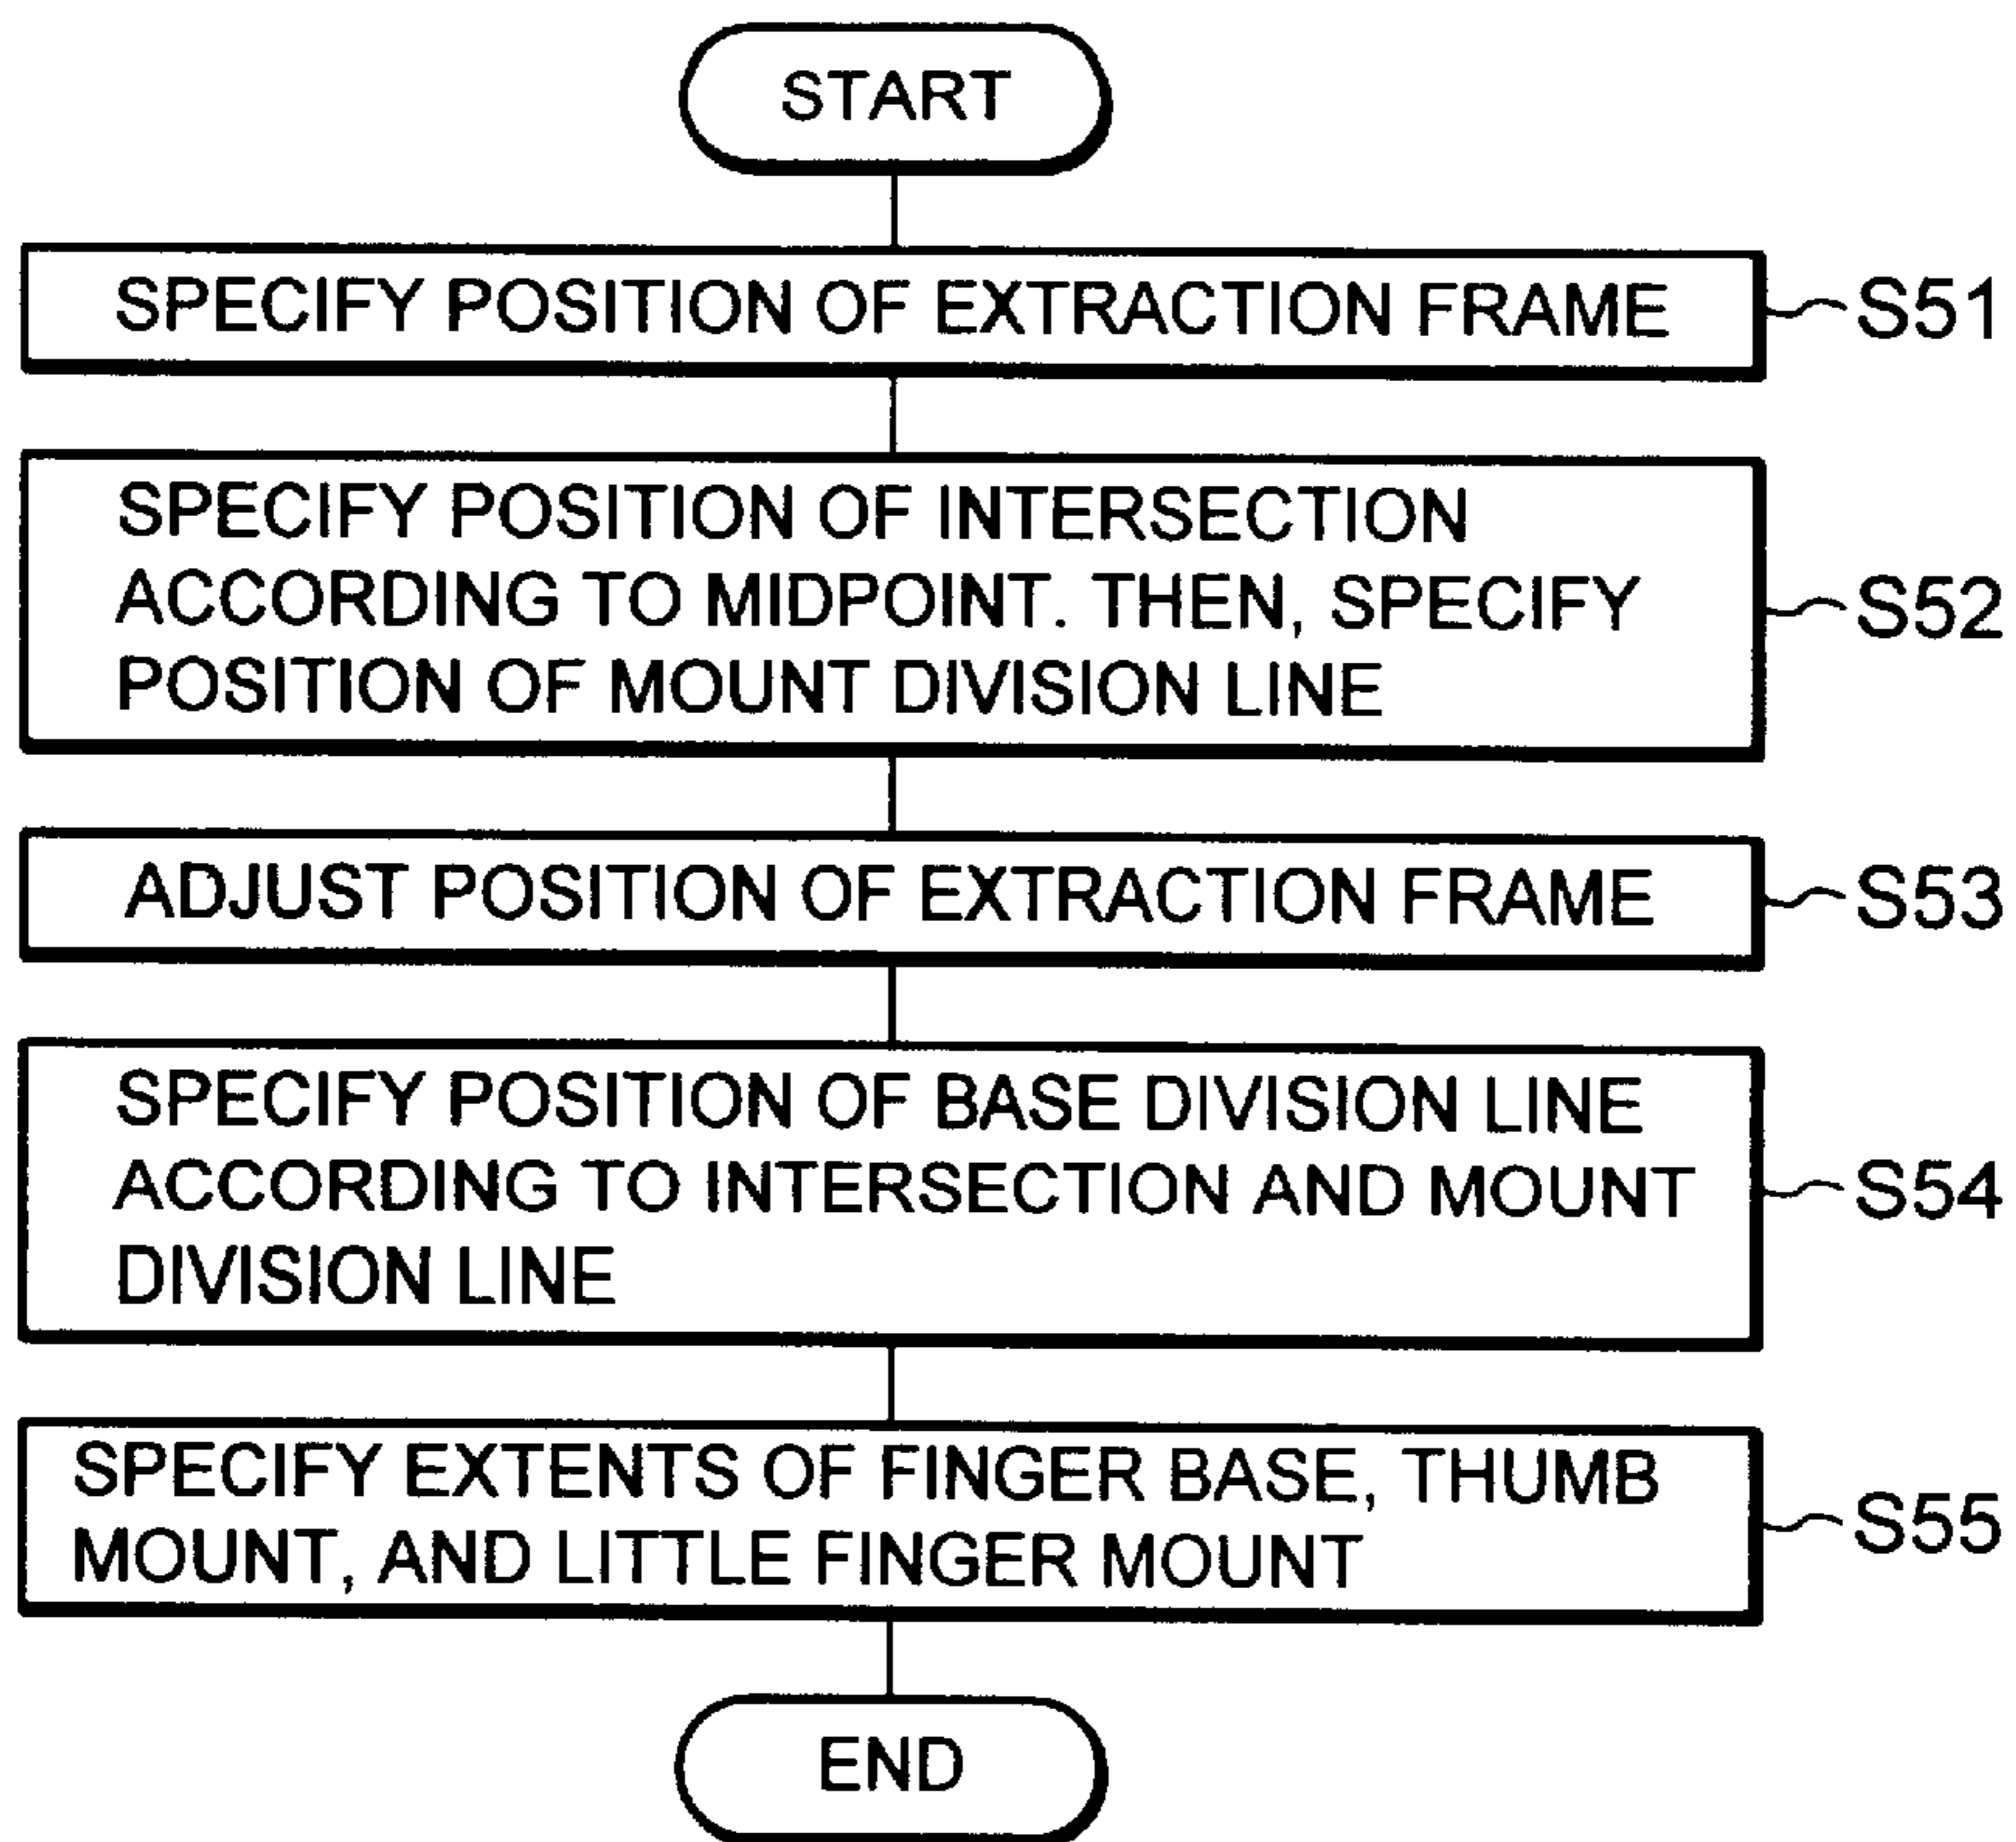 START
SPECIFY POSITION OF EXTRACTION FRAME
S51
SPECIFY POSITION OF INTERSECTION
ACCORDING TO MIDPOINT. THEN, SPECIFY
POSITION OF MOUNT DIVISION LINE
S52
ADJUST POSITION OF EXTRACTION FRAME
S53
SPECIFY POSITION OF BASE DIVISION LINE
ACCORDING TO INTERSECTION AND MOUNT
DIVISION LINE
S54
SPECIFY EXTENTS OF FINGER BASE, THUMB
MOUNT, AND LITTLE FINGER MOUNT
S55
END